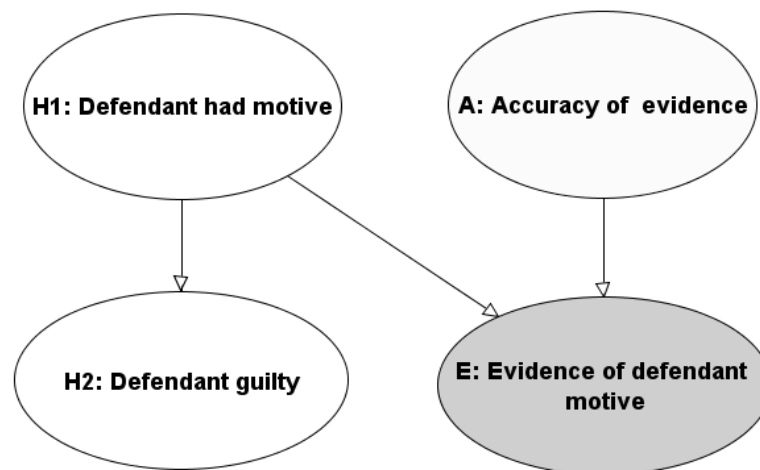 H1: Defendant had motive
A: Accuracy of evidence
H2: Defendant guilty
E: Evidence of defendant
motive